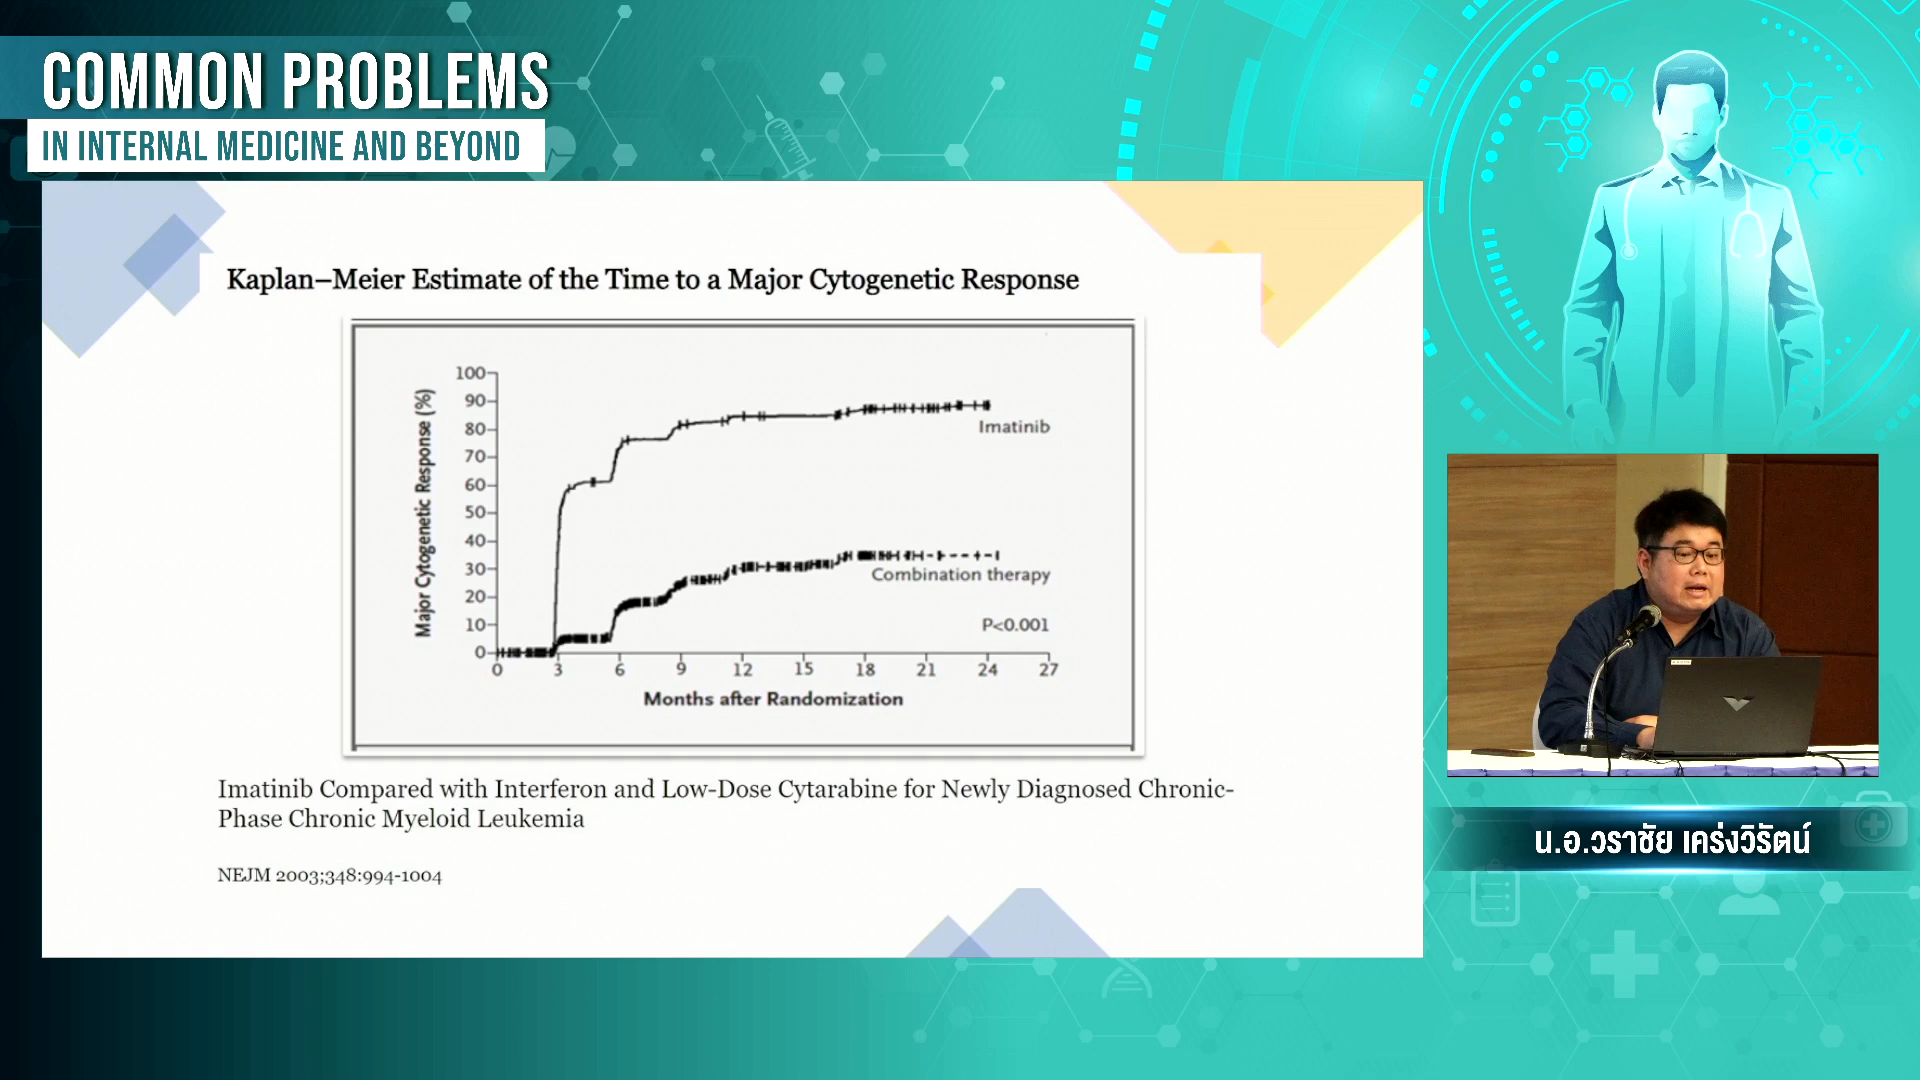 COMMON PROBLEMS
IN INTERNAL MEDICINE AND BEYOND
Kaplan–Meier Estimate of the Time to a Major Cytogenetic Response
Major Cytogenetic Response (%)
100
90
80
70
60
50
40
30
20
10
0
Imatinib
Combination therapy
P<0.001
0 3 6 9 12 15 18 21 24 27
Months after Randomization
Imatinib Compared with Interferon and Low-Dose Cytarabine for Newly Diagnosed Chronic-
Phase Chronic Myeloid Leukemia
NEJM 2003;348:994-1004
น.อ.วราชัย เคร่งวิรัตน์